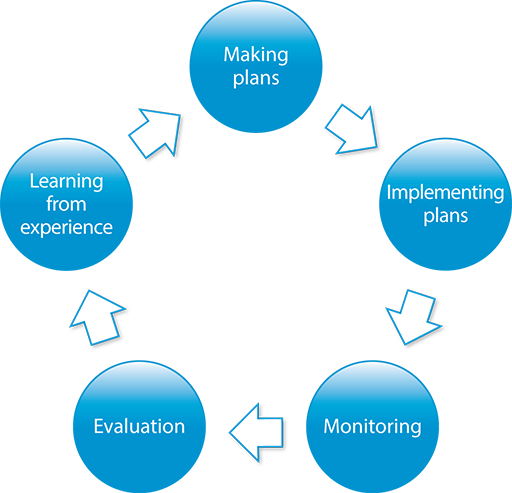 Making
plans
Implementing
plans
Monitoring
Evaluation
Learning
from
experience